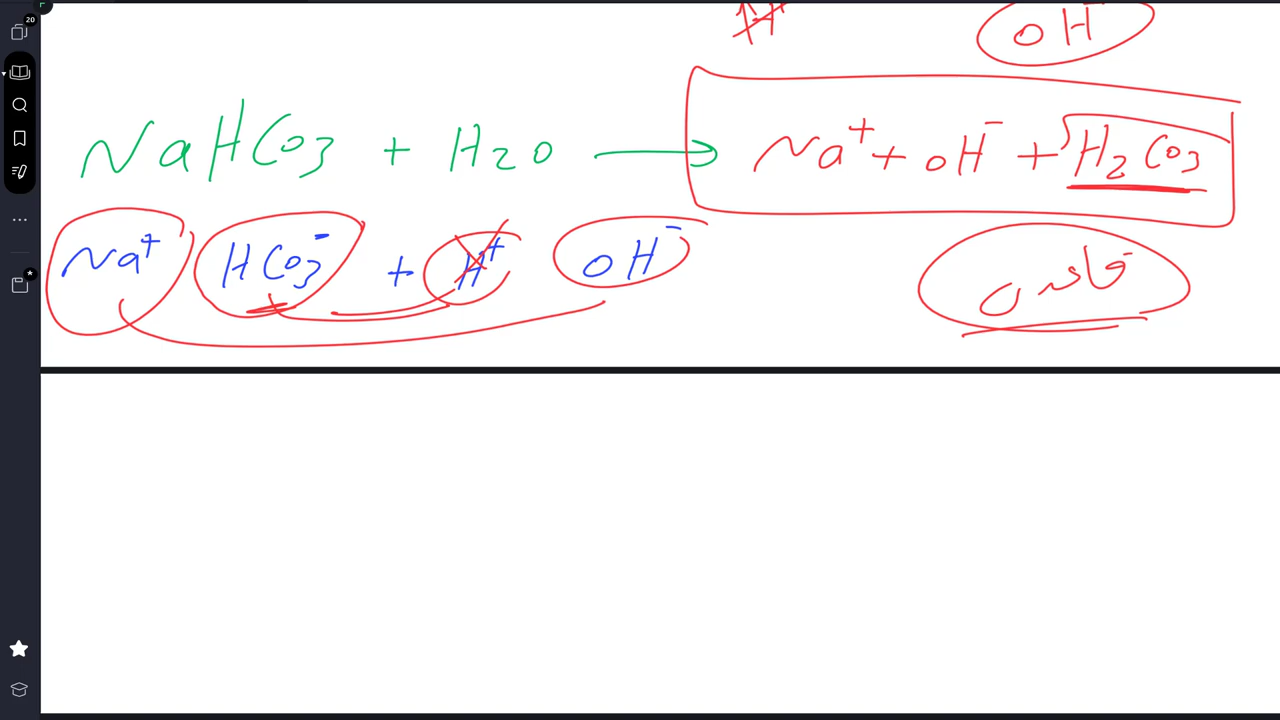 H⁺ OH⁻
NaHCo3 + H2o → Na⁺ + oH⁻ + H2Co3
Na⁺ HCo3⁻ + H⁺ oH⁻
قاعدي